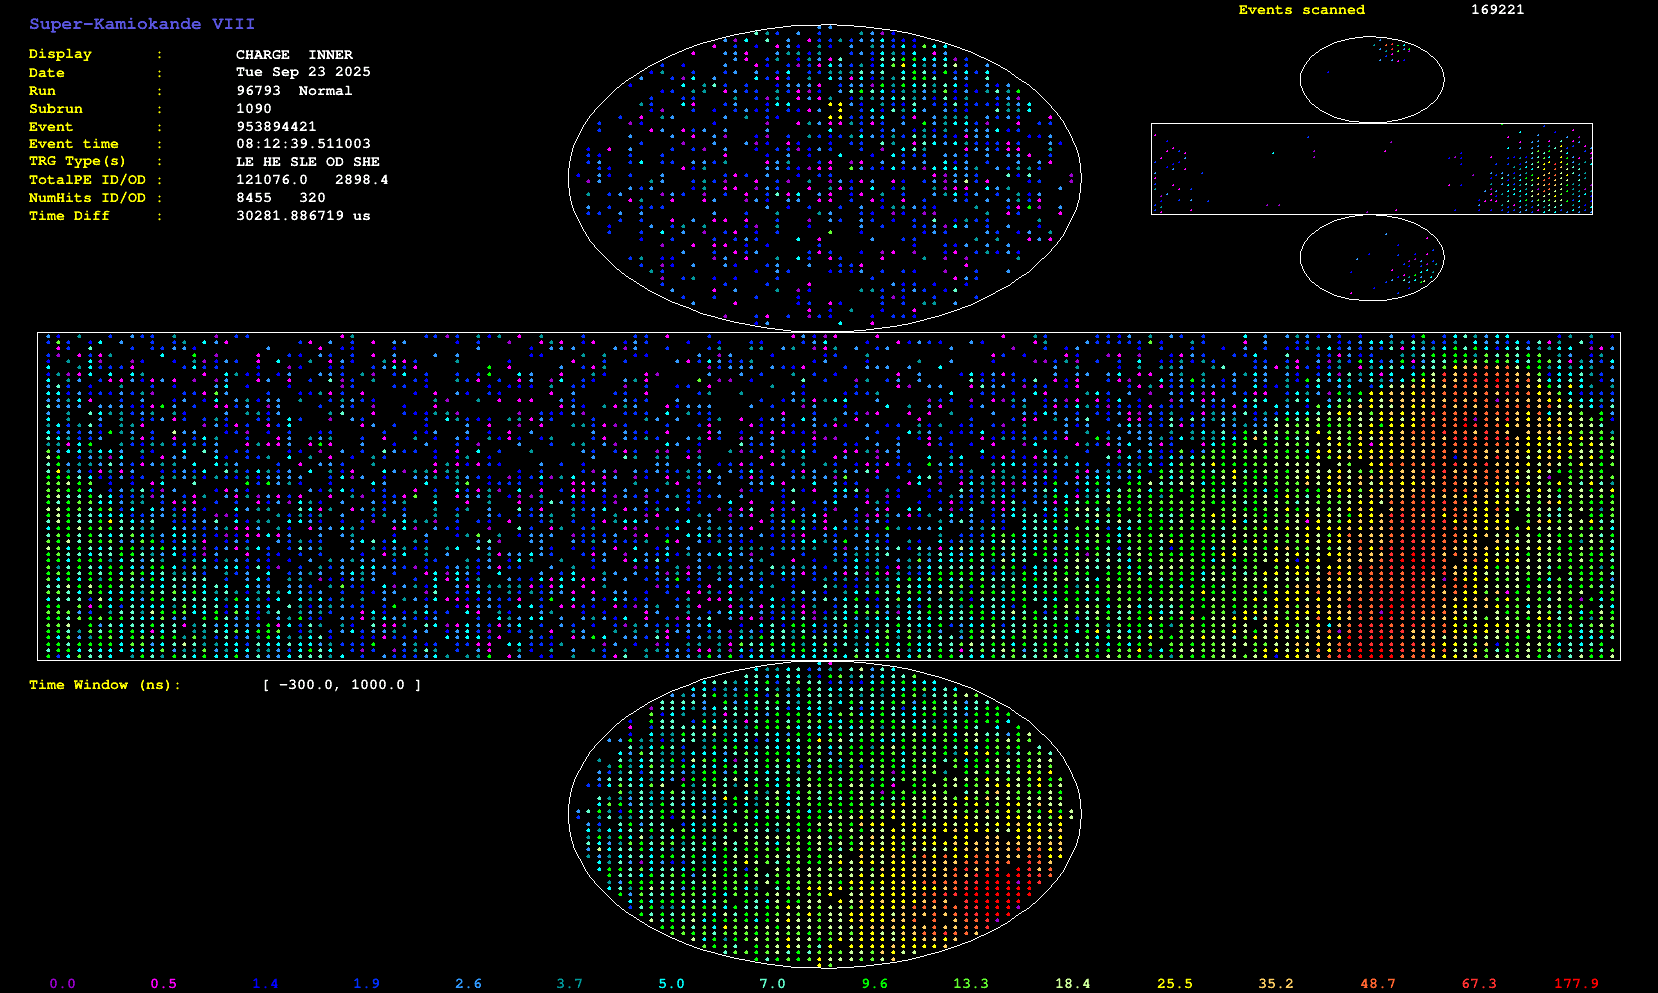 Super-Kamiokande VIII
Events scanned 169221
Display : CHARGE INNER
Date : Tue Sep 23 2025
Run : 96793 Normal
Subrun : 1090
Event : 953894421
Event time : 08:12:39.511003
TRG Type(s) : LE HE SLE OD SHE
TotalPE ID/OD : 121076.0 2898.4
NumHits ID/OD : 8455 320
Time Diff : 30281.886719 us
Time Window (ns): [ -300.0, 1000.0 ]
0.0 0.5 1.4 1.9 2.6 3.7 5.0 7.0 9.6 13.3 18.4 25.5 35.2 48.7 67.3 177.9